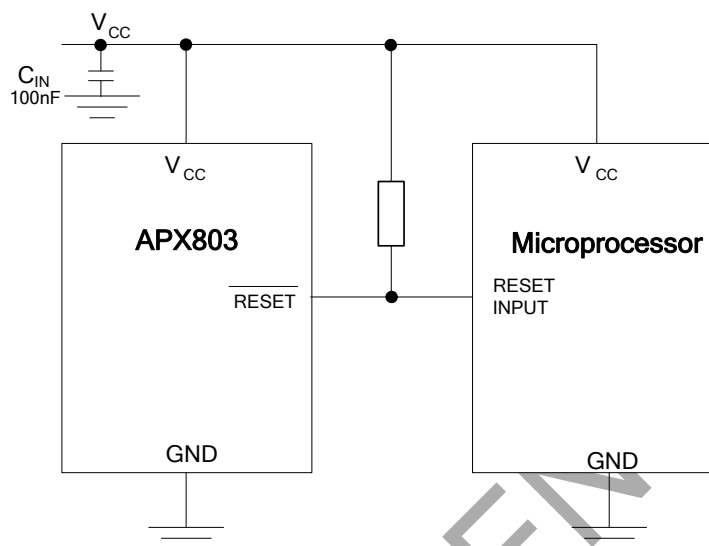 VCC
CIN
100nF
VCC
VCC
APX803
Microprocessor
RESET
RESET
INPUT
GND
GND